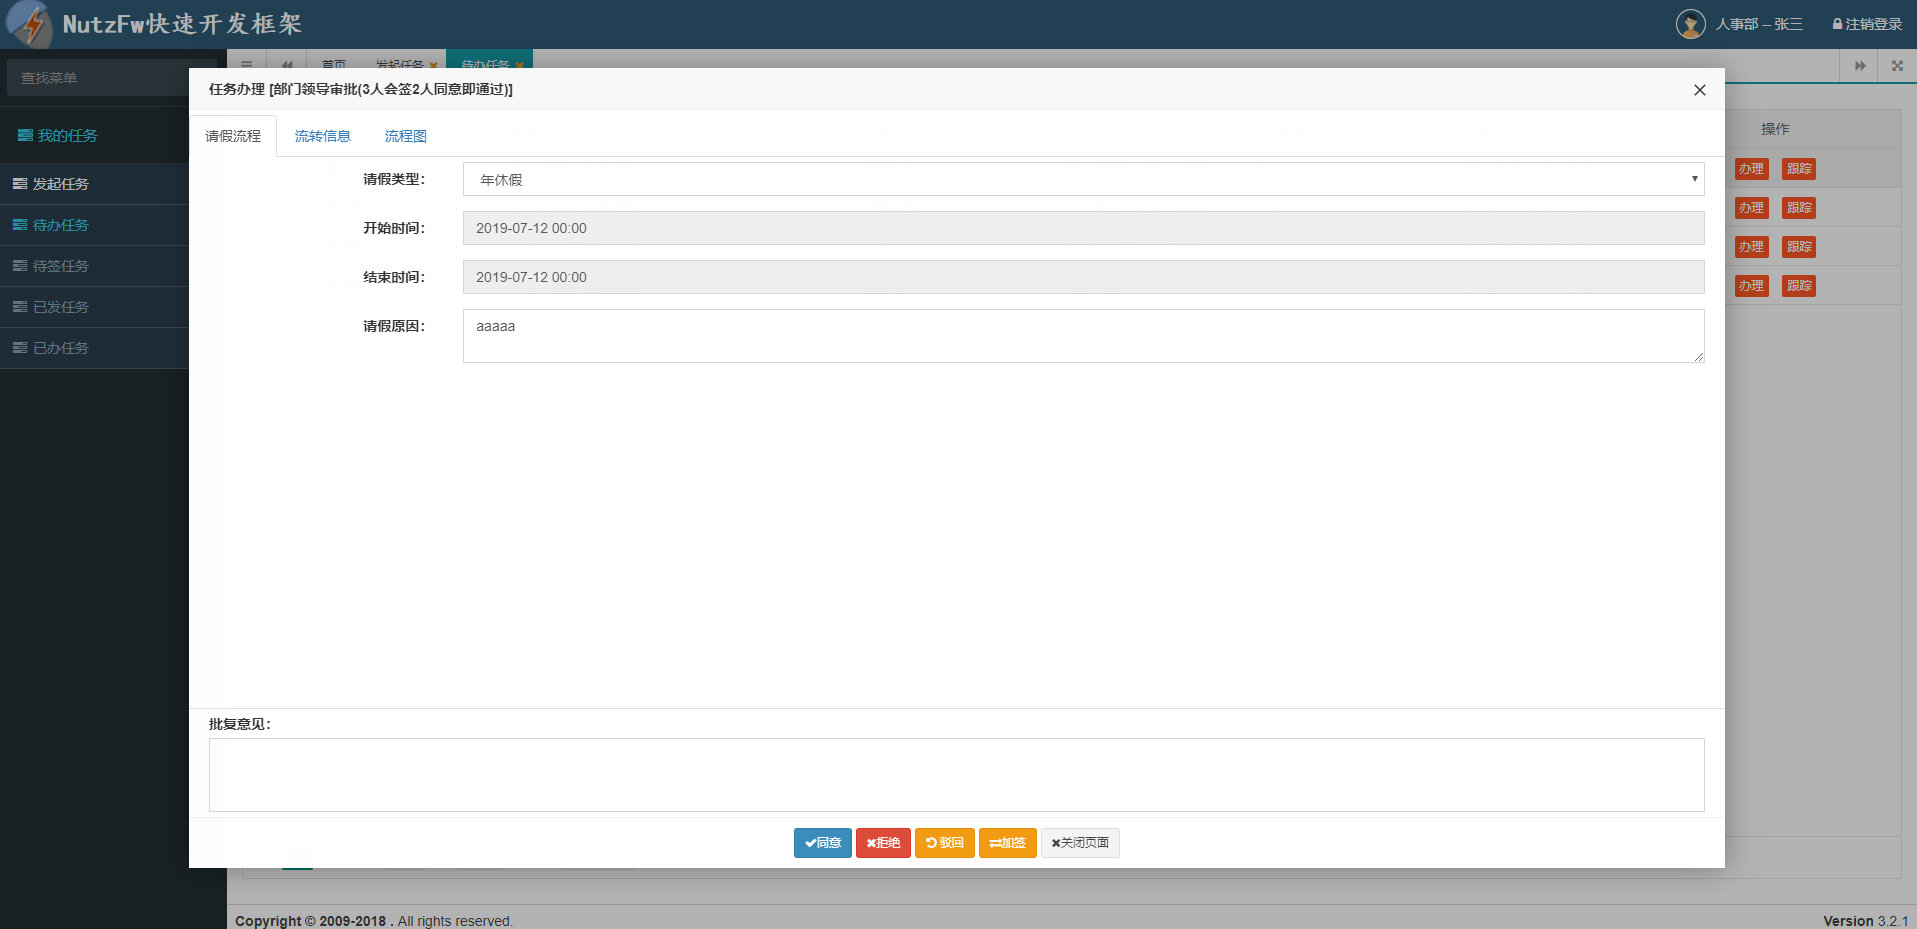 NutzFw快速开发框架
人事部 -- 张三
注销登录
查找菜单
首页
发起任务
待办任务
我的任务
发起任务
待办任务
待签任务
已发任务
已办任务
任务办理 [部门领导审批(3人会签2人同意即通过)]
请假流程
流转信息
流程图
请假类型：
年休假
开始时间：
2019-07-12 00:00
结束时间：
2019-07-12 00:00
请假原因：
aaaaa
操作
办理 跟踪
办理 跟踪
办理 跟踪
办理 跟踪
批复意见：
同意
拒绝
驳回
加签
关闭页面
Copyright © 2009-2018 . All rights reserved.
Version 3.2.1